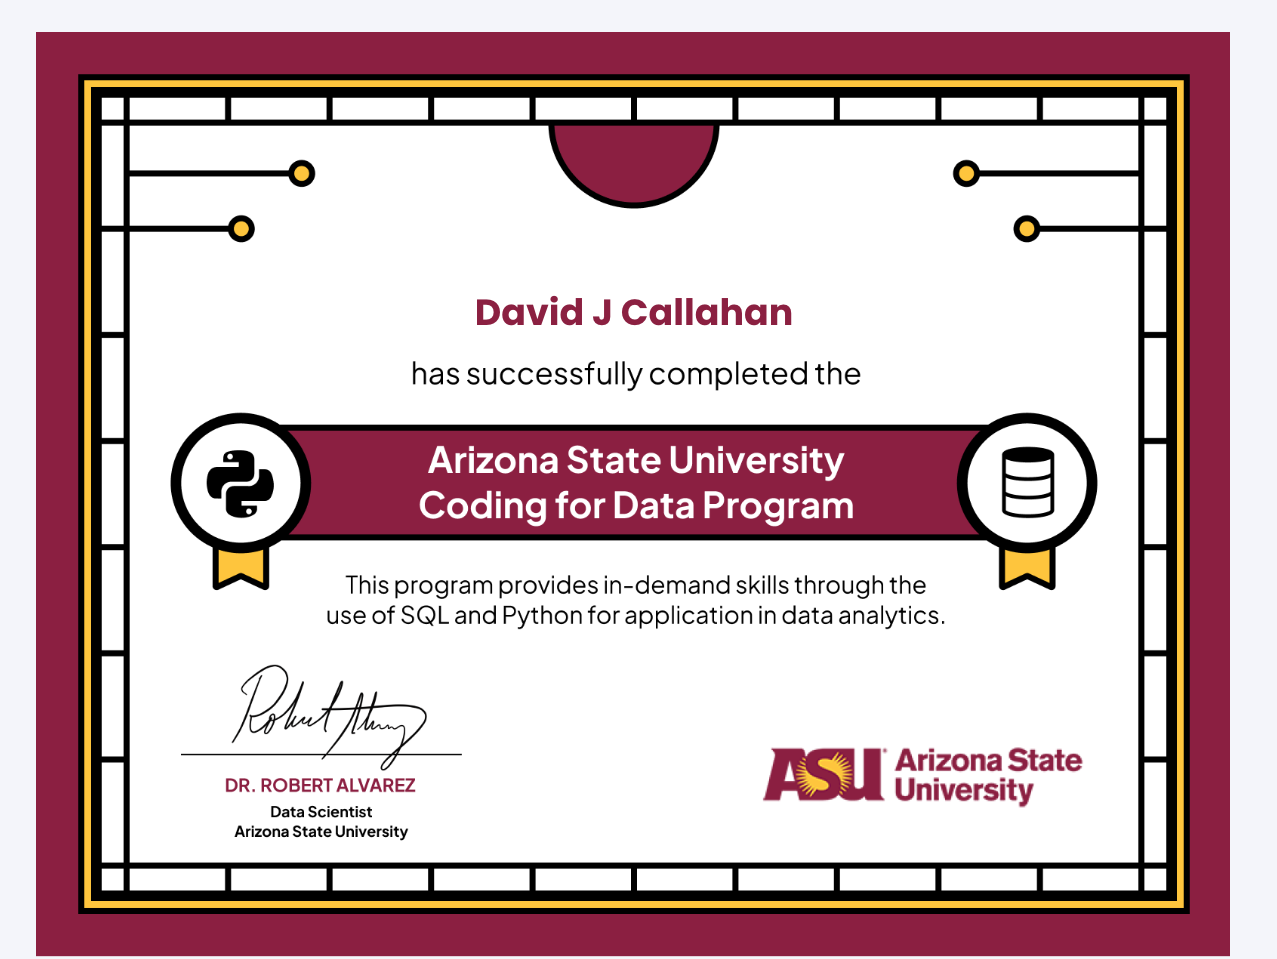 David J Callahan
has successfully completed the
Arizona State University
Coding for Data Program
This program provides in-demand skills through the
use of SQL and Python for application in data analytics.
Robert Alvarez
DR. ROBERT ALVAREZ
Data Scientist
Arizona State University
ASU Arizona State
University